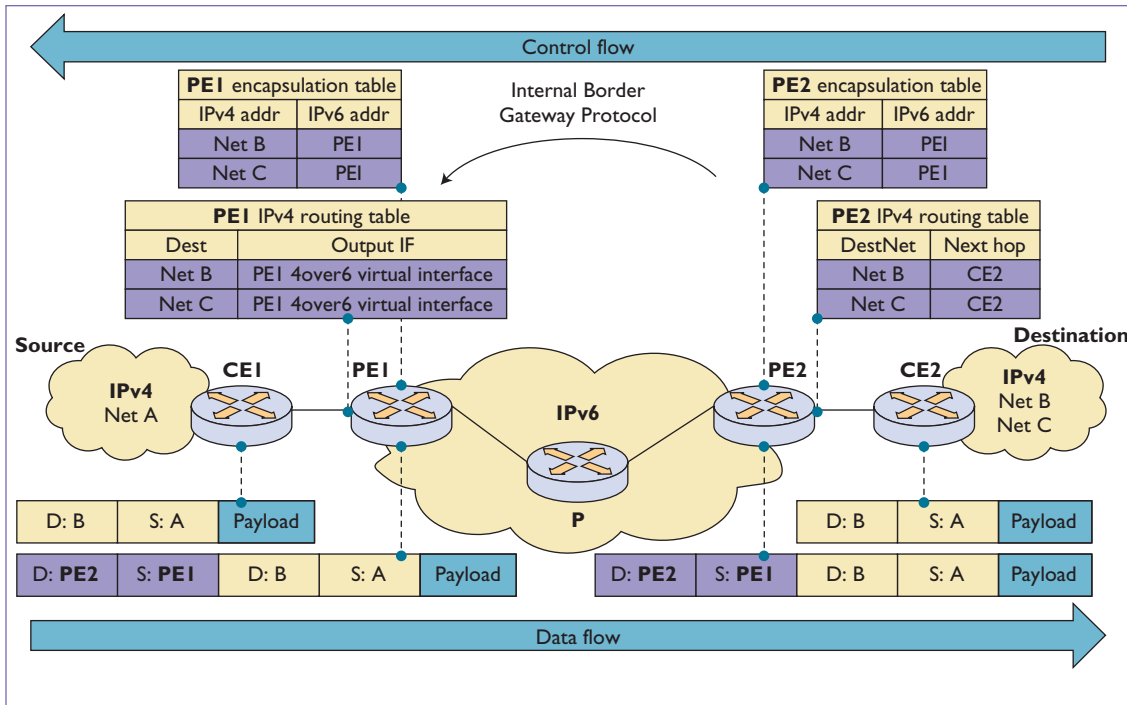 Control flow
PE1 encapsulation table
IPv4 addr IPv6 addr
Net B PE1
Net C PE1
Internal Border
Gateway Protocol
PE2 encapsulation table
IPv4 addr IPv6 addr
Net B PE1
Net C PE1
PE1 IPv4 routing table
Dest Output IF
Net B PE1 4over6 virtual interface
Net C PE1 4over6 virtual interface
PE2 IPv4 routing table
DestNet Next hop
Net B CE2
Net C CE2
Source
IPv4
Net A
CE1
PE1
IPv6
P
PE2
CE2
Destination
IPv4
Net B
Net C
D: B S: A Payload
D: B S: A Payload
D: PE2 S: PE1 D: B S: A Payload
D: PE2 S: PE1 D: B S: A Payload
Data flow